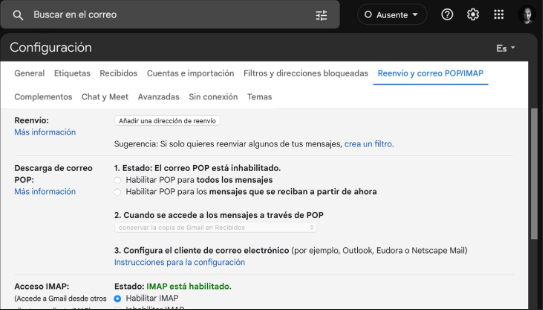 Buscar en el correo
Ausente
Configuración
Es
General Etiquetas Recibidos Cuentas e importación Filtros y direcciones bloqueadas Reenvío y correo POP/IMAP
Complementos Chat y Meet Avanzadas Sin conexión Temas
Reenvío:
Más información
Añadir una dirección de reenvío
Sugerencia: Si solo quieres reenviar algunos de tus mensajes, crea un filtro.
Descarga de correo
POP:
Más información
1. Estado: El correo POP está inhabilitado.
Habilitar POP para todos los mensajes
Habilitar POP para los mensajes que se reciban a partir de ahora
2. Cuando se accede a los mensajes a través de POP
conservar la copia de Gmail en Recibidos
3. Configura el cliente de correo electrónico (por ejemplo, Outlook, Eudora o Netscape Mail)
Instrucciones para la configuración
Acceso IMAP:
(Accede a Gmail desde otros
Estado: IMAP está habilitado.
Habilitar IMAP
Inhabilitar IMAP